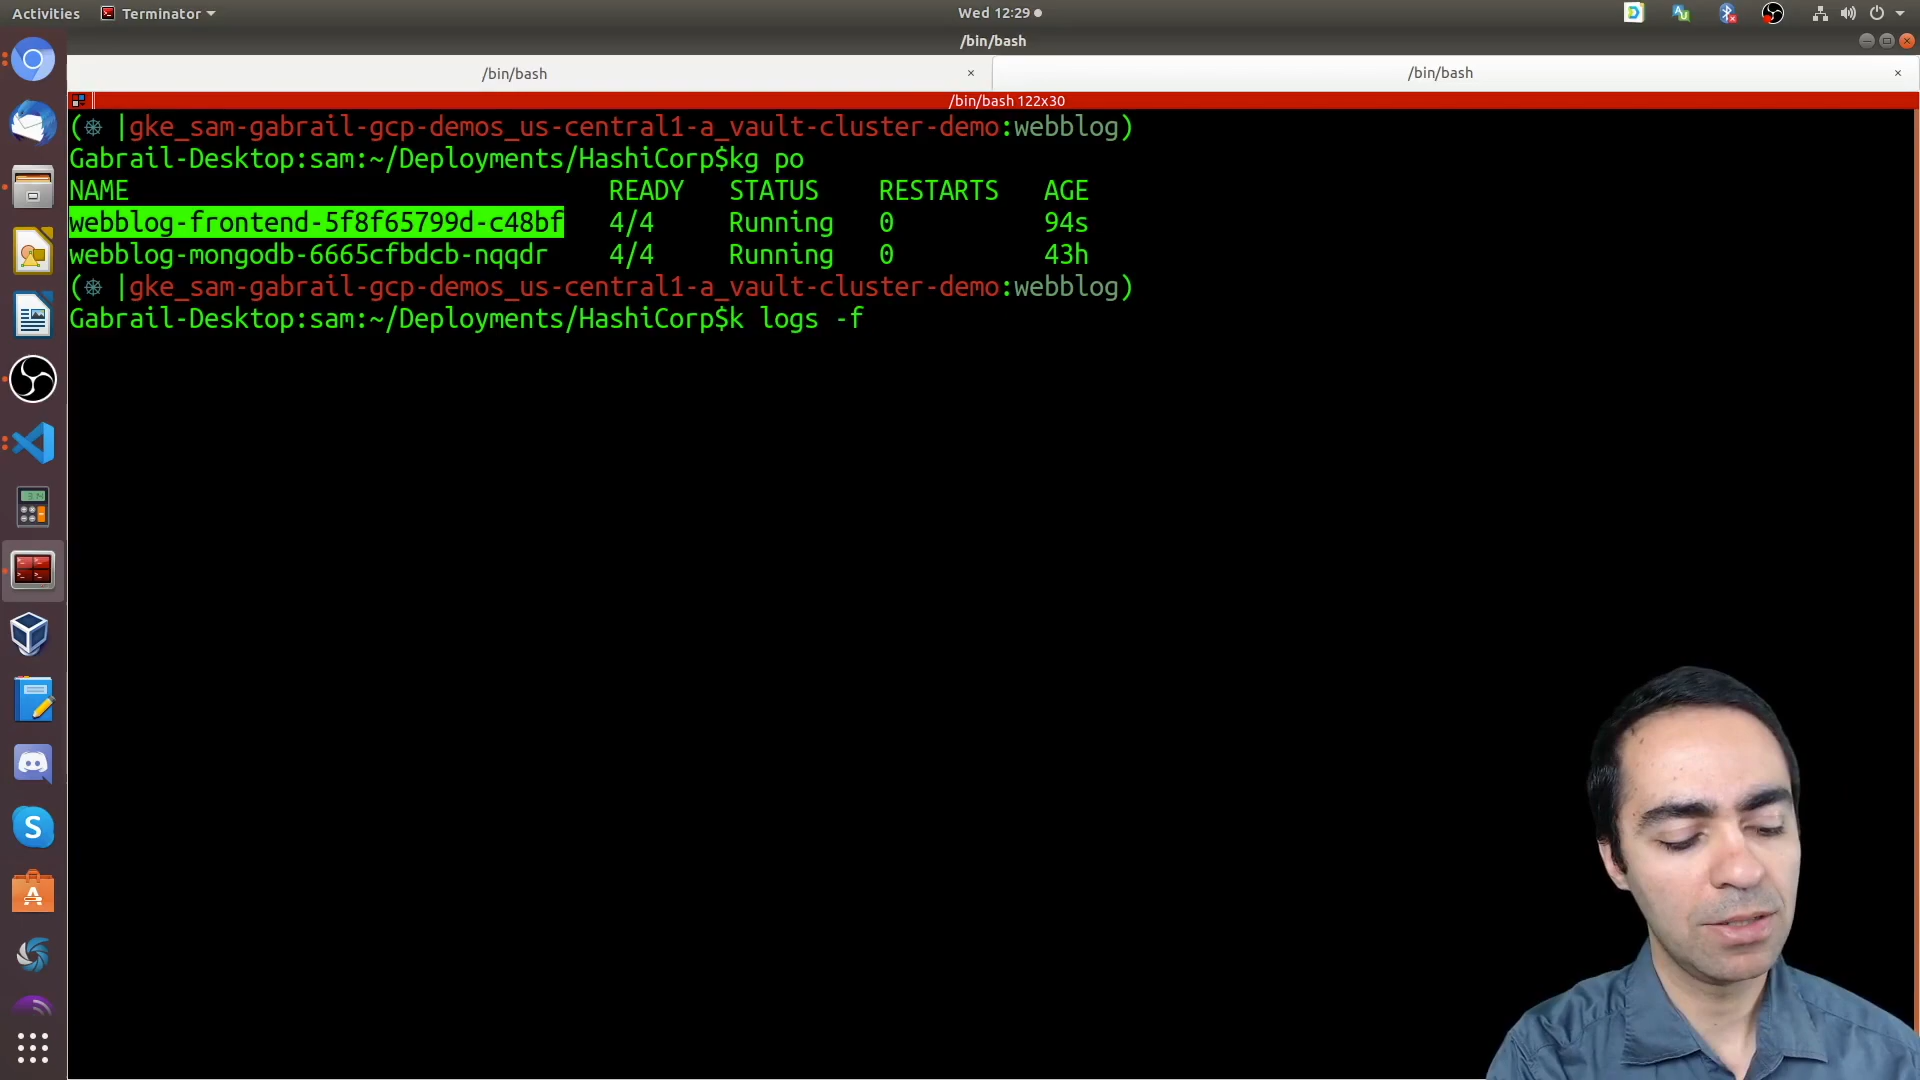 Activities Terminator Wed 12:29
/bin/bash
/bin/bash × /bin/bash ×
/bin/bash 122x30
(⎈ |gke_sam-gabrail-gcp-demos_us-central1-a_vault-cluster-demo:webblog)
Gabrail-Desktop:sam:~/Deployments/HashiCorp$kg po
NAME READY STATUS RESTARTS AGE
webblog-frontend-5f8f65799d-c48bf 4/4 Running 0 94s
webblog-mongodb-6665cfbdcb-nqqdr 4/4 Running 0 43h
(⎈ |gke_sam-gabrail-gcp-demos_us-central1-a_vault-cluster-demo:webblog)
Gabrail-Desktop:sam:~/Deployments/HashiCorp$k logs -f